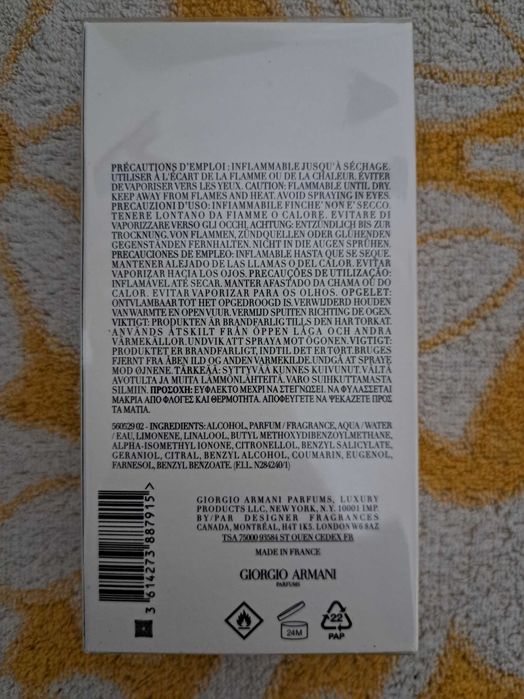 PRÉCAUTIONS D'EMPLOI : INFLAMMABLE JUSQU'À SÉCHAGE.
UTILISER À L'ÉCART DE LA FLAMME OU DE LA CHALEUR. ÉVITER
DE VAPORISER VERS LES YEUX. CAUTION: FLAMMABLE UNTIL DRY.
KEEP AWAY FROM FLAMES AND HEAT. AVOID SPRAYING IN EYES.
PRECAUZIONI D'USO: INFIAMMABILE FINCHE' NON E' SECCO.
TENERE LONTANO DA FIAMME O CALORE. EVITARE DI
VAPORIZZARE VERSO GLI OCCHI. ACHTUNG: ENTZÜNDLICH BIS ZUR
TROCKNUNG. VON FLAMMEN, ZÜNDQUELLEN ODER GLÜHENDEN
GEGENSTÄNDEN FERNHALTEN. NICHT IN DIE AUGEN SPRÜHEN.
PRECAUCIONES DE EMPLEO: INFLAMABLE HASTA QUE SE SEQUE.
MANTENER ALEJADO DE LAS LLAMAS O DEL CALOR. EVITAR
VAPORIZAR HACIA LOS OJOS. PRECAUÇÕES DE UTILIZAÇÃO:
INFLAMÁVEL ATÉ SECAR. MANTER AFASTADO DA CHAMA OU DO
CALOR. EVITAR VAPORIZAR PARA OS OLHOS. OPGELET:
ONTVLAMBAAR TOT HET OPGEDROOGD IS. VERWIJDERD HOUDEN
VAN WARMTE EN OPEN VUUR. VERMIJD SPUITEN RICHTING DE OGEN.
VIKTIGT: PRODUKTEN ÄR BRANDFARLIG TILLS DEN HAR TORKAT.
ANVÄNDS ÅTSKILT FRÅN ÖPPEN LÅGA OCH ANDRA
VÄRMEKÄLLOR. UNDVIK ATT SPRAYA MOT ÖGONEN. VIGTIGT:
PRODUKTET ER BRANDFARLIGT, INDTIL DET ER TØRT. BRUGES
FJERNT FRA ÅBEN ILD OG ANDEN VARMEKILDE. UNDGÅ AT SPRAYE
MOD ØJNENE. TÄRKEÄÄ: SYTTYVÄÄ KUNNES KUIVUNUT. VÄLTÄ
AVOTULTA JA MUITA LÄMMÖNLÄHTEITÄ. VARO SUIHKUTTAMASTA
SILMIIN. ΠΡΟΣΟΧΗ: ΕΥΦΛΕΚΤΟ ΜΕΧΡΙ ΝΑ ΣΤΕΓΝΩΣΕΙ. ΝΑ ΦΥΛΑΣΣΕΤΑΙ
ΜΑΚΡΙΑ ΑΠΟ ΦΛΟΓΕΣ ΚΑΙ ΘΕΡΜΟΤΗΤΑ. ΑΠΟΦΕΥΓΕΤΕ ΝΑ ΨΕΚΑΖΕΤΕ ΠΡΟΣ
ΤΑ ΜΑΤΙΑ.
560529 02 - INGREDIENTS: ALCOHOL, PARFUM / FRAGRANCE, AQUA / WATER
/ EAU, LIMONENE, LINALOOL, BUTYL METHOXYDIBENZOYLMETHANE,
ALPHA-ISOMETHYL IONONE, CITRONELLOL, BENZYL SALICYLATE,
GERANIOL, CITRAL, BENZYL ALCOHOL, COUMARIN, EUGENOL,
FARNESOL, BENZYL BENZOATE. (F.I.L. N284240/1)
GIORGIO ARMANI PARFUMS, LUXURY
PRODUCTS LLC, NEW YORK, N.Y. 10001 IMP.
BY/PAR DESIGNER FRAGRANCES
CANADA, MONTRÉAL, H4T 1K5. LONDON W6 8AZ
TSA 75000 93584 ST OUEN CEDEX FR
MADE IN FRANCE
GIORGIO ARMANI
PARFUMS
3 614273 887915 >
24M
22
PAP